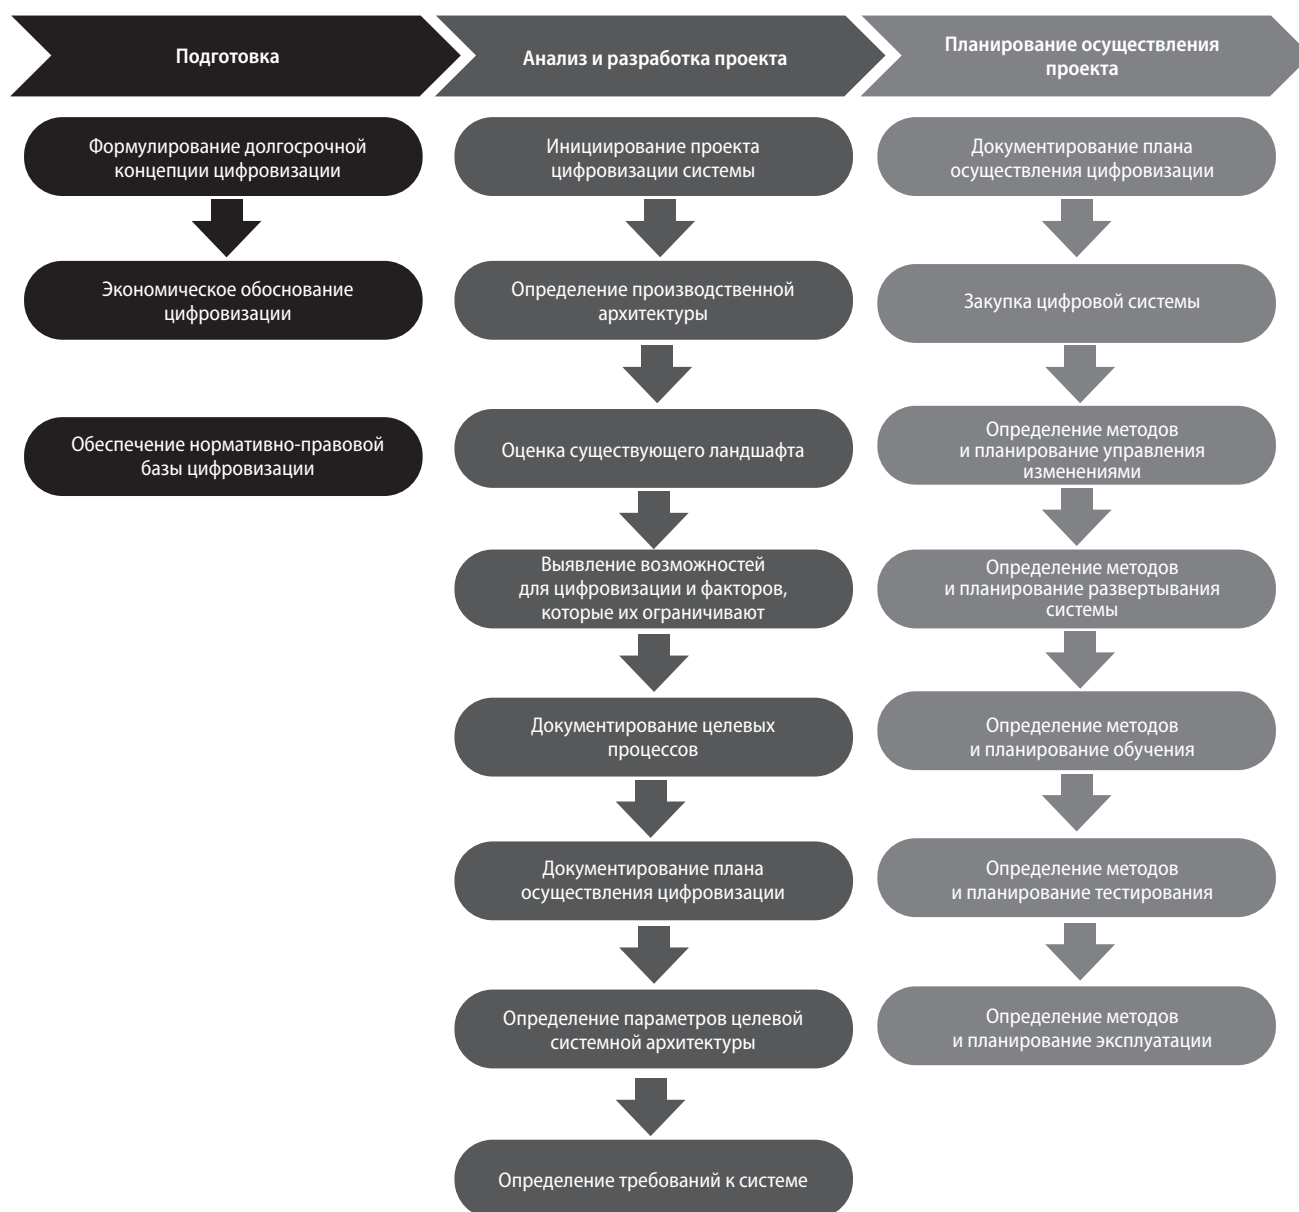 Подготовка
Формулирование долгосрочной
концепции цифровизации
Экономическое обоснование
цифровизации
Обеспечение нормативно-правовой
базы цифровизации
Анализ и разработка проекта
Инициирование проекта
цифровизации системы
Определение производственной
архитектуры
Оценка существующего ландшафта
Выявление возможностей
для цифровизации и факторов,
которые их ограничивают
Документирование целевых
процессов
Документирование плана
осуществления цифровизации
Определение параметров целевой
системной архитектуры
Определение требований к системе
Планирование осуществления
проекта
Документирование плана
осуществления цифровизации
Закупка цифровой системы
Определение методов
и планирование управления
изменениями
Определение методов
и планирование развертывания
системы
Определение методов
и планирование обучения
Определение методов
и планирование тестирования
Определение методов
и планирование эксплуатации